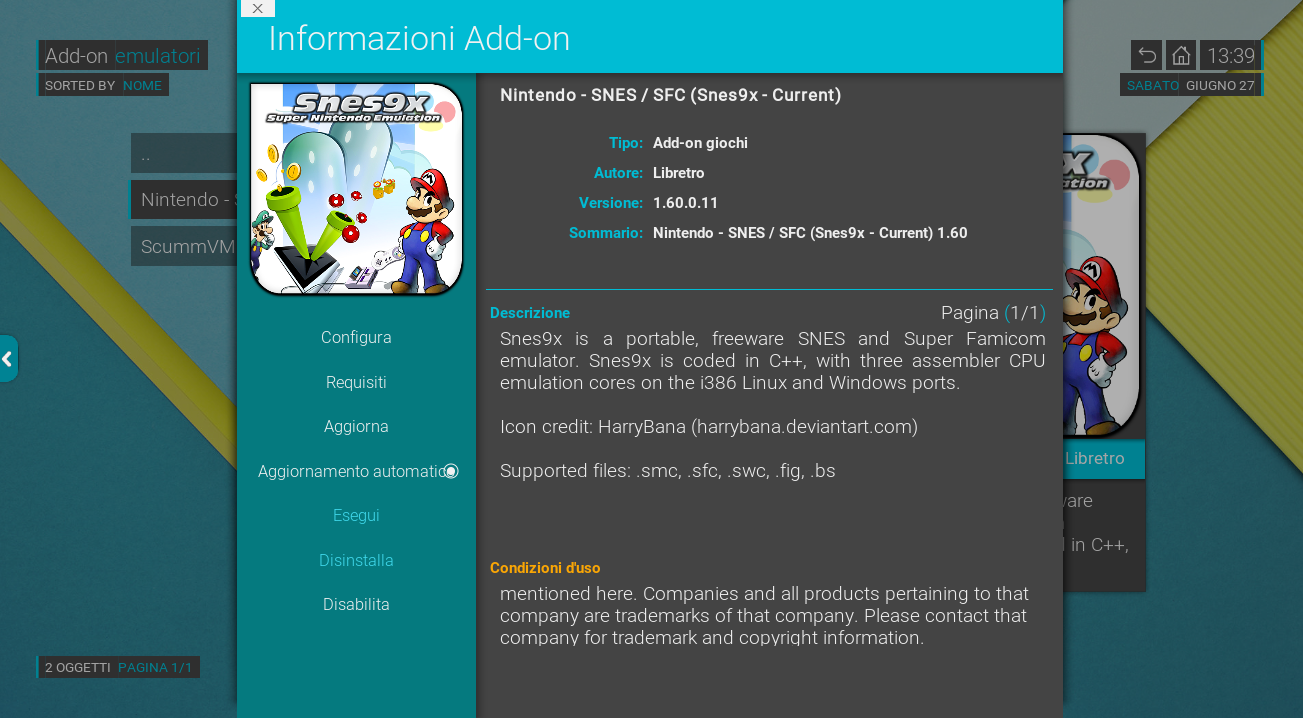 Informazioni Add-on
Add-on emulatori
SORTED BY NOME
13:39
SABATO GIUGNO 27
..
Nintendo -
ScummVM
Snes9x
Super Nintendo Emulation
Configura
Requisiti
Aggiorna
Aggiornamento automatico
Esegui
Disinstalla
Disabilita
Nintendo - SNES / SFC (Snes9x - Current)
Tipo: Add-on giochi
Autore: Libretro
Versione: 1.60.0.11
Sommario: Nintendo - SNES / SFC (Snes9x - Current) 1.60
Descrizione
Pagina (1/1)
Snes9x is a portable, freeware SNES and Super Famicom
emulator. Snes9x is coded in C++, with three assembler CPU
emulation cores on the i386 Linux and Windows ports.
Icon credit: HarryBana (harrybana.deviantart.com)
Supported files: .smc, .sfc, .swc, .fig, .bs
Condizioni d'uso
mentioned here. Companies and all products pertaining to that
company are trademarks of that company. Please contact that
company for trademark and copyright information.
Libretro
ware
in C++,
2 OGGETTI PAGINA 1/1